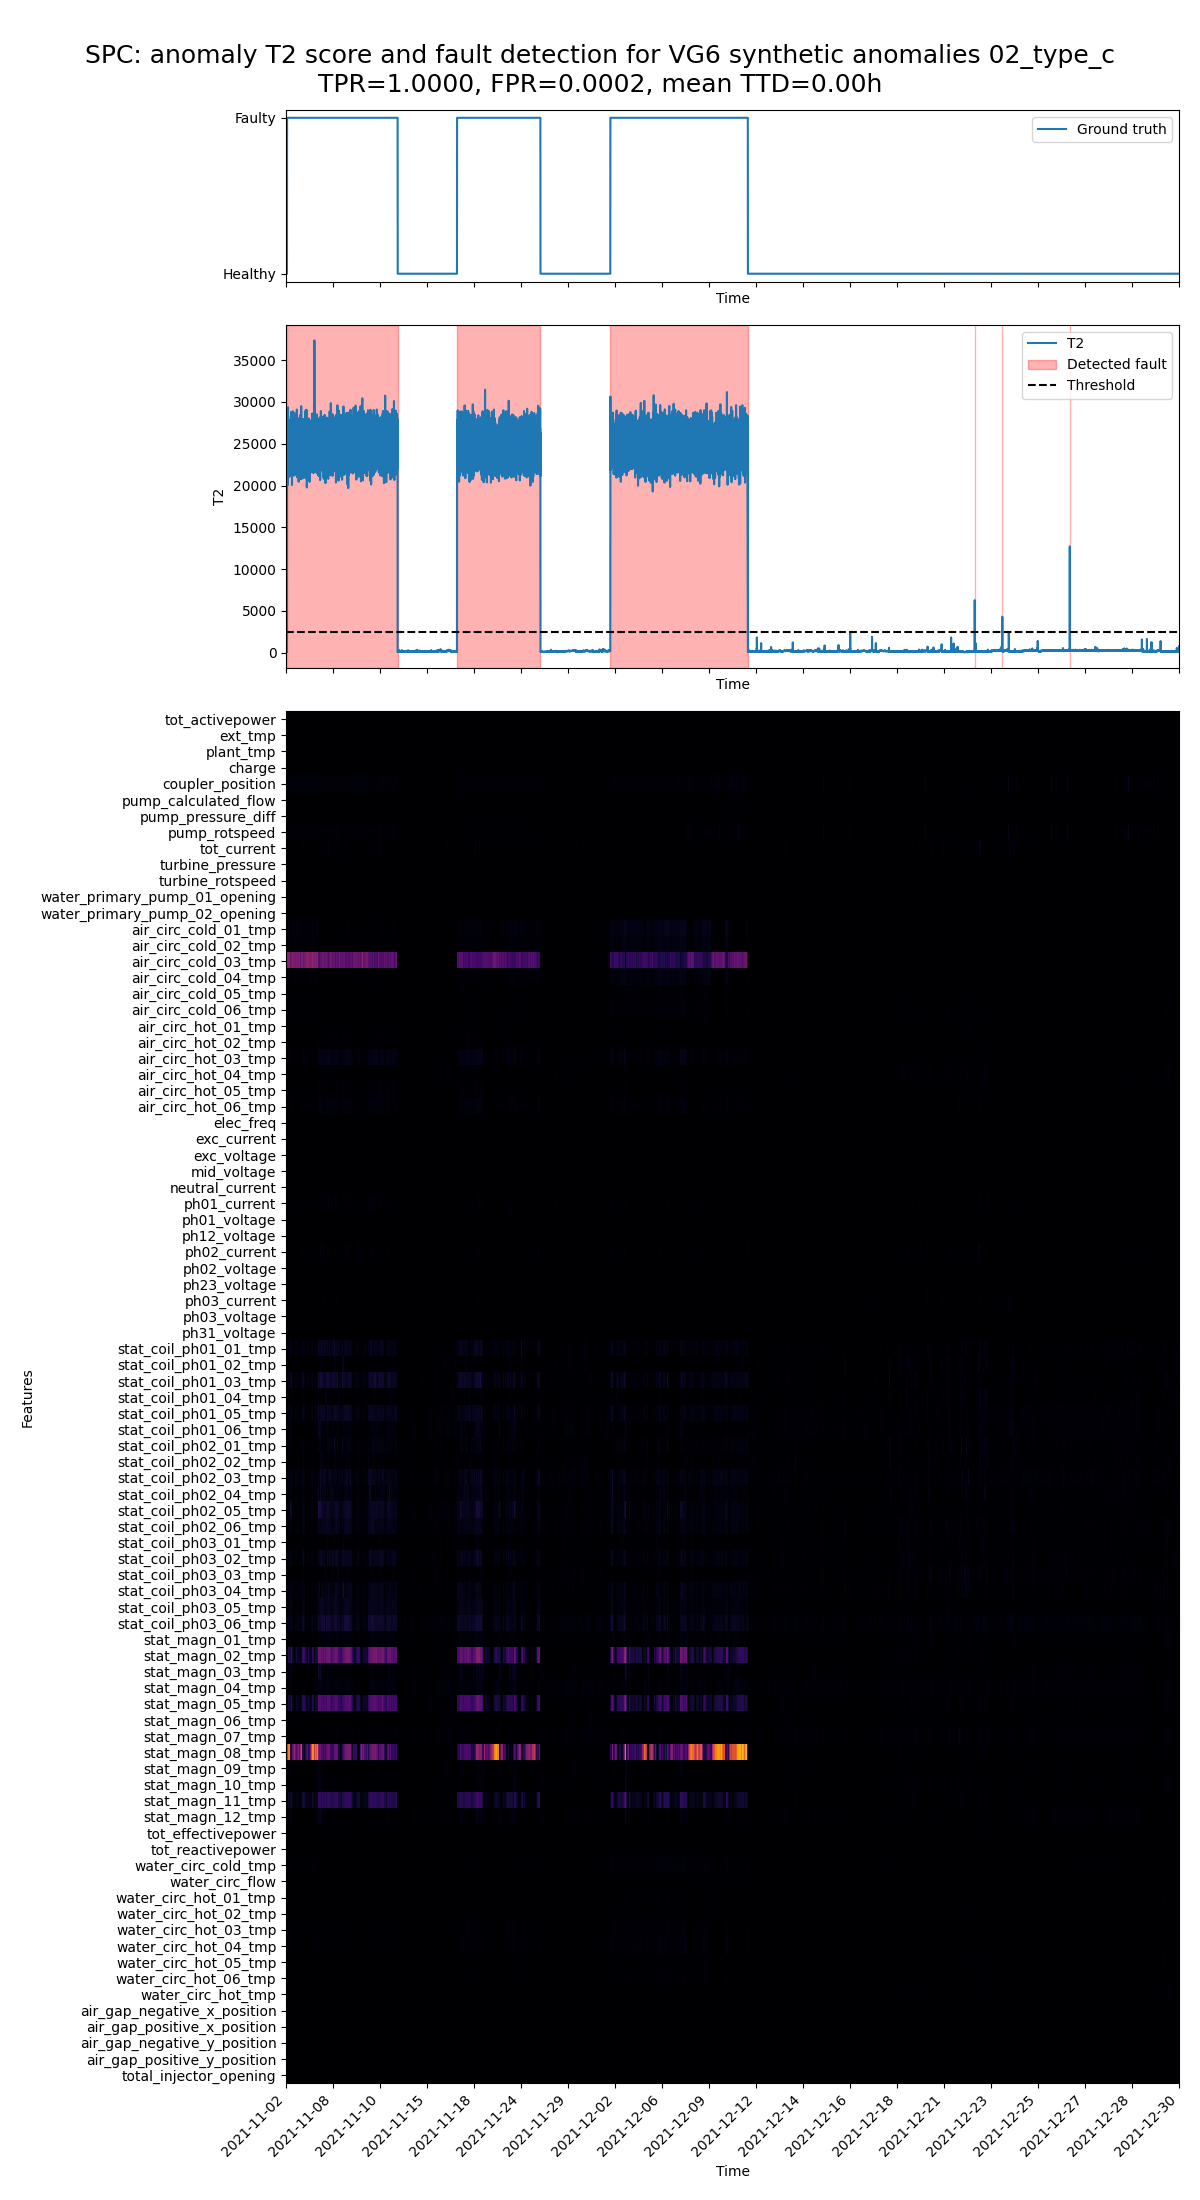 SPC: anomaly T2 score and fault detection for VG6 synthetic anomalies 02_type_c
TPR=1.0000, FPR=0.0002, mean TTD=0.00h
Faulty
Ground truth
Healthy
Time
T2
Detected fault
Threshold
35000
30000
25000
20000
15000
10000
5000
0
T2
Time
tot_activepower
ext_tmp
plant_tmp
charge
coupler_position
pump_calculated_flow
pump_pressure_diff
pump_rotspeed
tot_current
turbine_pressure
turbine_rotspeed
water_primary_pump_01_opening
water_primary_pump_02_opening
air_circ_cold_01_tmp
air_circ_cold_02_tmp
air_circ_cold_03_tmp
air_circ_cold_04_tmp
air_circ_cold_05_tmp
air_circ_cold_06_tmp
air_circ_hot_01_tmp
air_circ_hot_02_tmp
air_circ_hot_03_tmp
air_circ_hot_04_tmp
air_circ_hot_05_tmp
air_circ_hot_06_tmp
elec_freq
exc_current
exc_voltage
mid_voltage
neutral_current
ph01_current
ph01_voltage
ph12_voltage
ph02_current
ph02_voltage
ph23_voltage
ph03_current
ph03_voltage
ph31_voltage
stat_coil_ph01_01_tmp
stat_coil_ph01_02_tmp
stat_coil_ph01_03_tmp
stat_coil_ph01_04_tmp
stat_coil_ph01_05_tmp
stat_coil_ph01_06_tmp
stat_coil_ph02_01_tmp
stat_coil_ph02_02_tmp
stat_coil_ph02_03_tmp
stat_coil_ph02_04_tmp
stat_coil_ph02_05_tmp
stat_coil_ph02_06_tmp
stat_coil_ph03_01_tmp
stat_coil_ph03_02_tmp
stat_coil_ph03_03_tmp
stat_coil_ph03_04_tmp
stat_coil_ph03_05_tmp
stat_coil_ph03_06_tmp
stat_magn_01_tmp
stat_magn_02_tmp
stat_magn_03_tmp
stat_magn_04_tmp
stat_magn_05_tmp
stat_magn_06_tmp
stat_magn_07_tmp
stat_magn_08_tmp
stat_magn_09_tmp
stat_magn_10_tmp
stat_magn_11_tmp
stat_magn_12_tmp
tot_effectivepower
tot_reactivepower
water_circ_cold_tmp
water_circ_flow
water_circ_hot_01_tmp
water_circ_hot_02_tmp
water_circ_hot_03_tmp
water_circ_hot_04_tmp
water_circ_hot_05_tmp
water_circ_hot_06_tmp
water_circ_hot_tmp
air_gap_negative_x_position
air_gap_positive_x_position
air_gap_negative_y_position
air_gap_positive_y_position
total_injector_opening
Features
2021-11-02
2021-11-08
2021-11-10
2021-11-15
2021-11-18
2021-11-24
2021-11-29
2021-12-02
2021-12-06
2021-12-09
2021-12-12
2021-12-14
2021-12-16
2021-12-18
2021-12-21
2021-12-23
2021-12-25
2021-12-27
2021-12-28
2021-12-30
Time